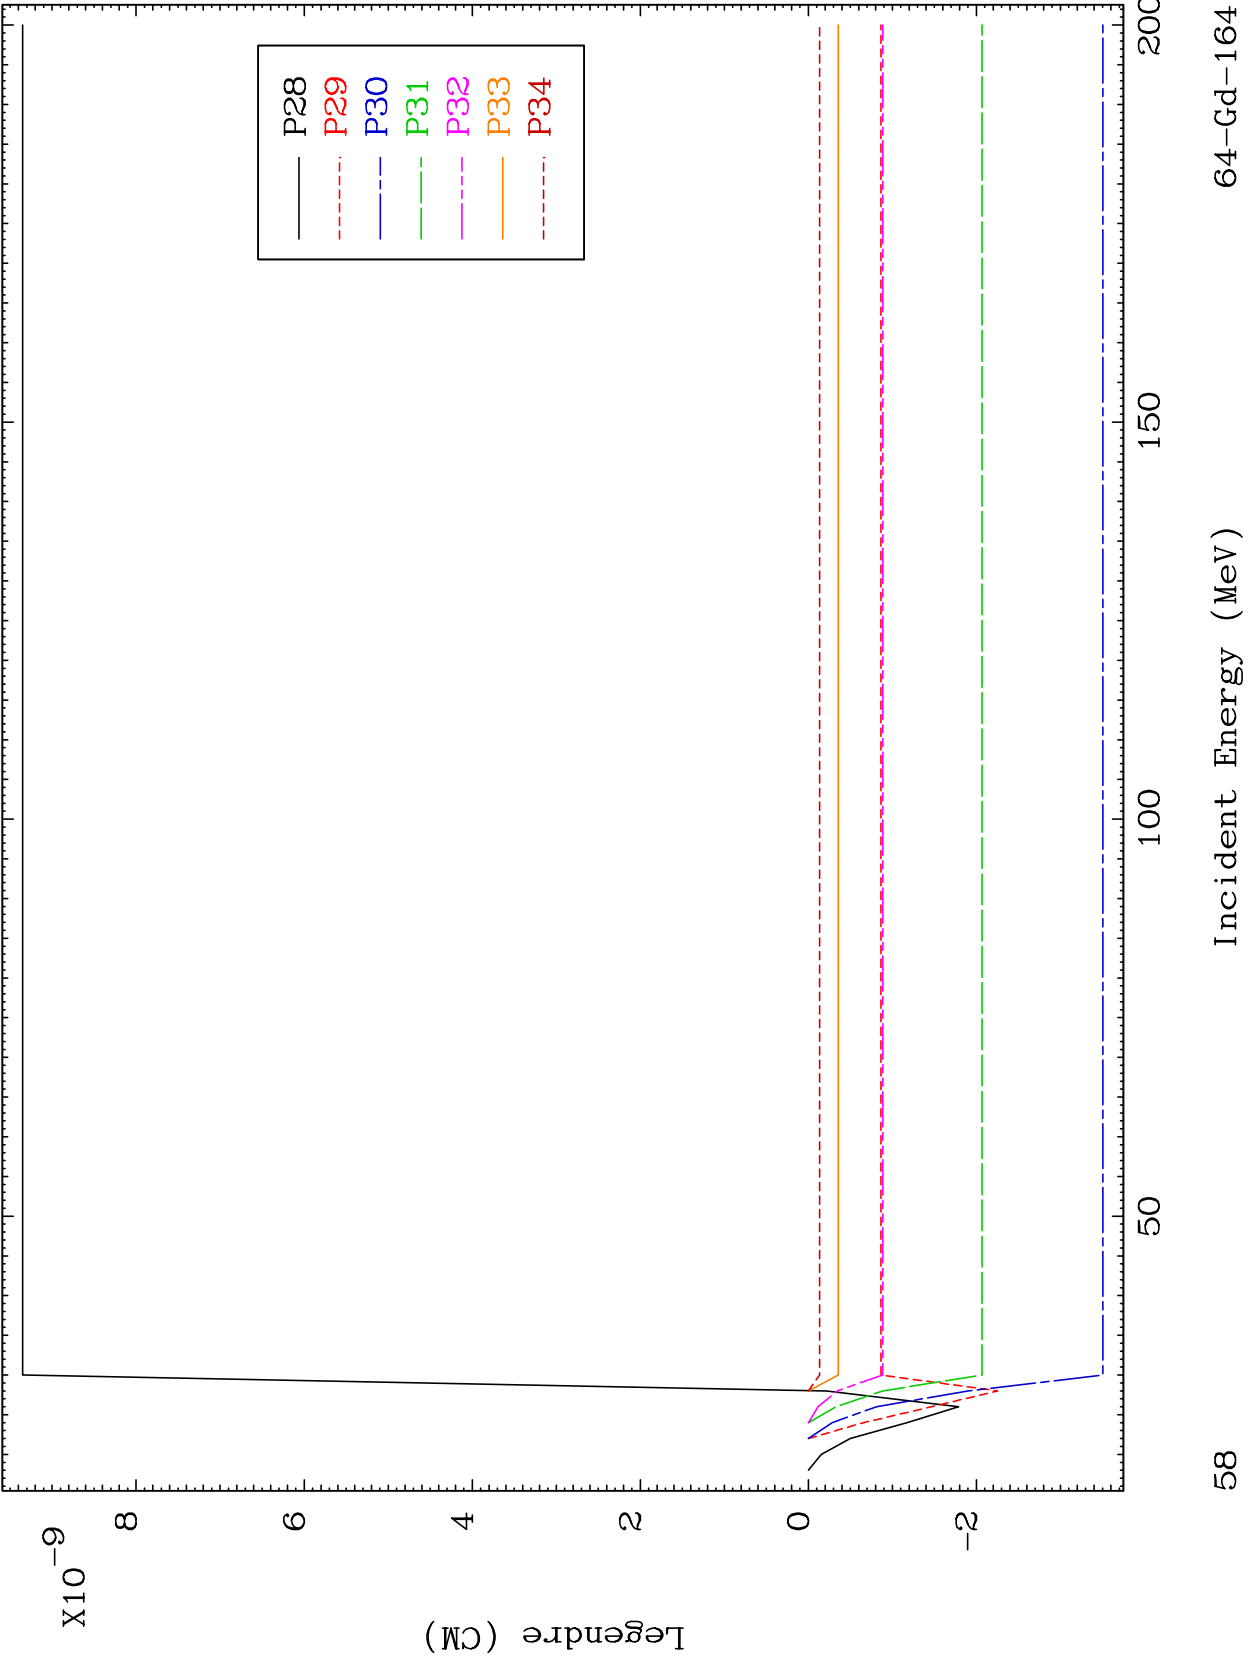 X10
-9
8
6
4
2
0
-2
Legendre (CM)
P28
P29
P30
P31
P32
P33
P34
50
100
150
200
Incident Energy (MeV)
58
64-Gd-164